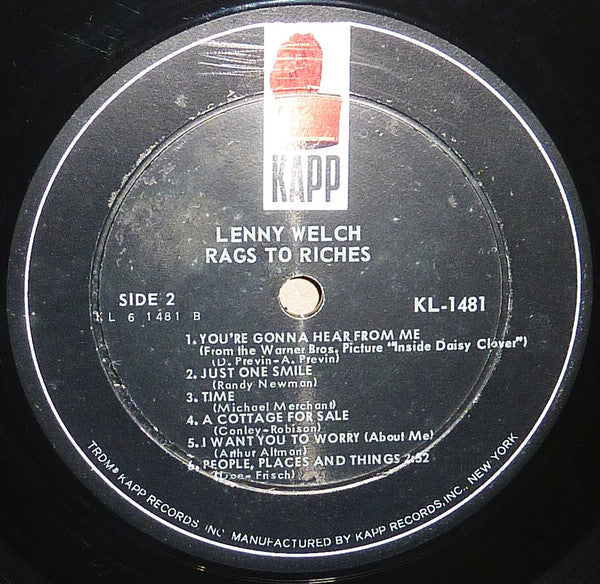 KAPP
LENNY WELCH
RAGS TO RICHES
SIDE 2
KL 6 1481 B
KL-1481
1. YOU'RE GONNA HEAR FROM ME
(From the Warner Bros. Picture "Inside Daisy Clover")
(D. Previn-A. Previn)
2. JUST ONE SMILE
(Randy Newman)
3. TIME
(Michael Merchant)
4. A COTTAGE FOR SALE
(Conley-Robison)
5. I WANT YOU TO WORRY (About Me)
(Arthur Altman)
6. PEOPLE, PLACES AND THINGS 2:52
Frisch)
TRDM® KAPP RECORDS, INC. MANUFACTURED BY KAPP RECORDS, INC., NEW YORK